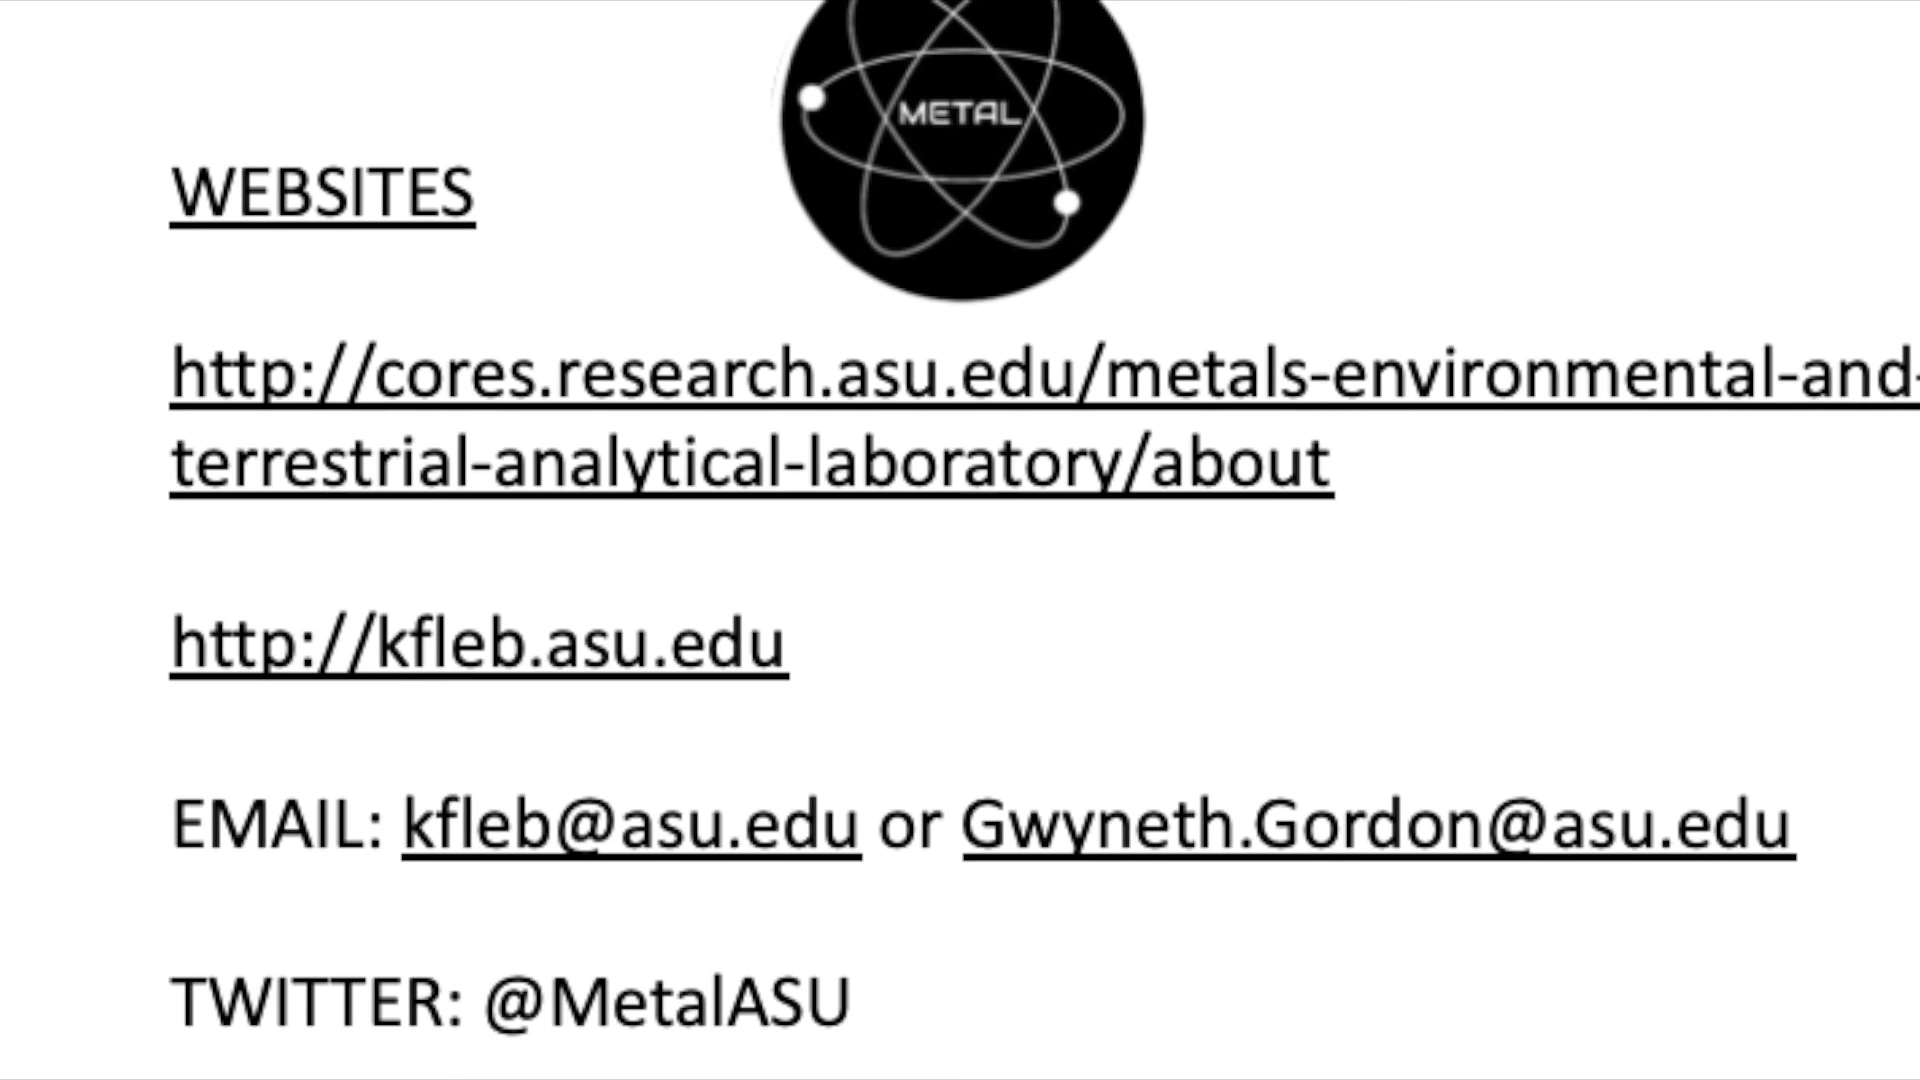 METAL
WEBSITES
http://cores.research.asu.edu/metals-environmental-and-
terrestrial-analytical-laboratory/about
http://kfleb.asu.edu
EMAIL: kfleb@asu.edu or Gwyneth.Gordon@asu.edu
TWITTER: @MetalASU